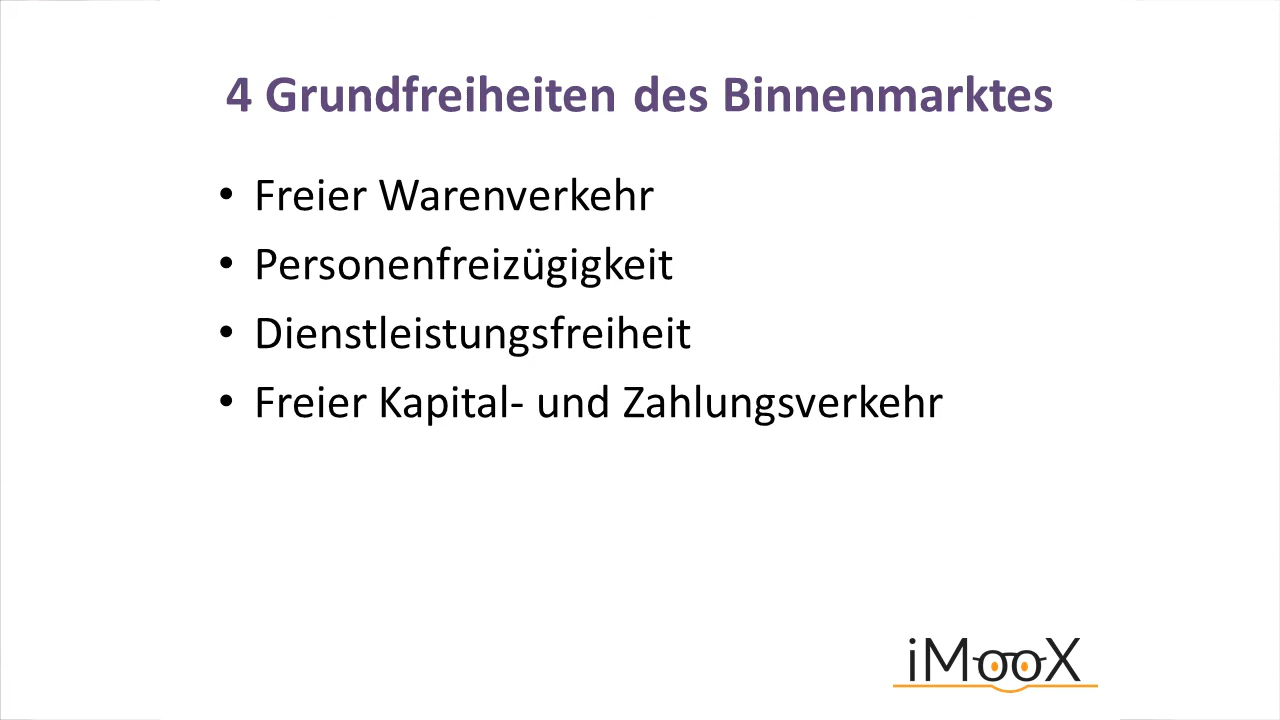 4 Grundfreiheiten des Binnenmarktes
• Freier Warenverkehr
• Personenfreizügigkeit
• Dienstleistungsfreiheit
• Freier Kapital- und Zahlungsverkehr
iMooX